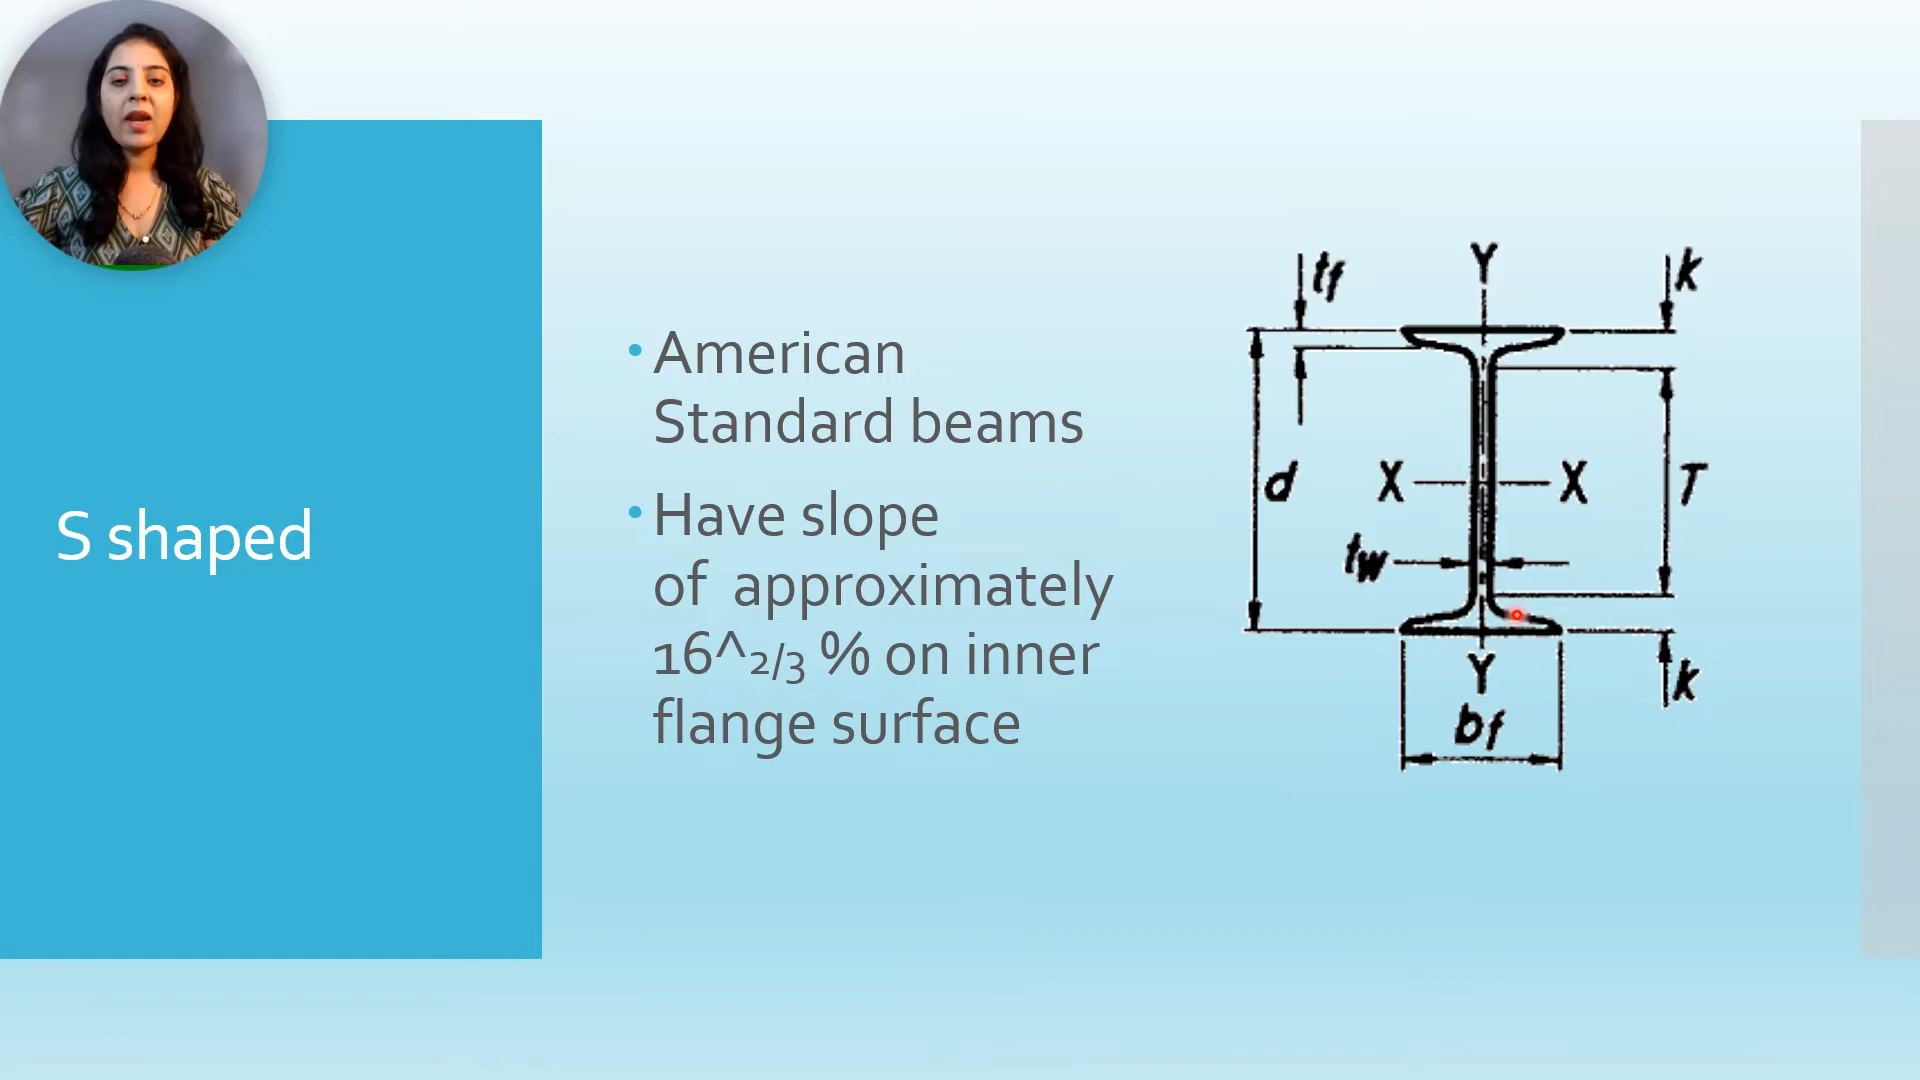 S shaped
• American
Standard beams
• Have slope
of  approximately
16^2/3 % on inner
flange surface
tf
Y
k
d
X
X
T
tw
Y
k
bf